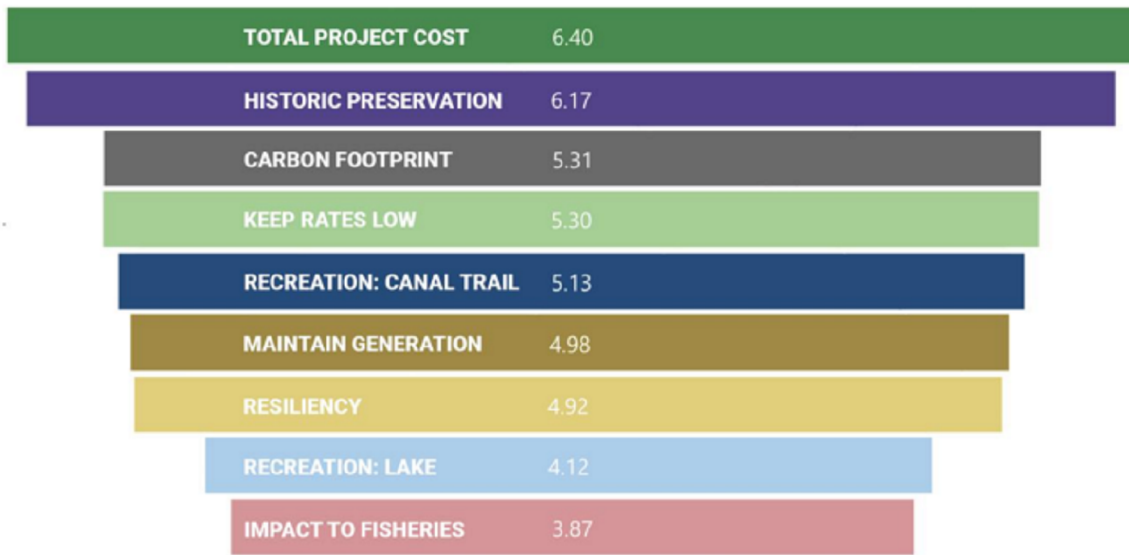 TOTAL PROJECT COST 6.40
HISTORIC PRESERVATION 6.17
CARBON FOOTPRINT 5.31
KEEP RATES LOW 5.30
RECREATION: CANAL TRAIL 5.13
MAINTAIN GENERATION 4.98
RESILIENCY 4.92
RECREATION: LAKE 4.12
IMPACT TO FISHERIES 3.87